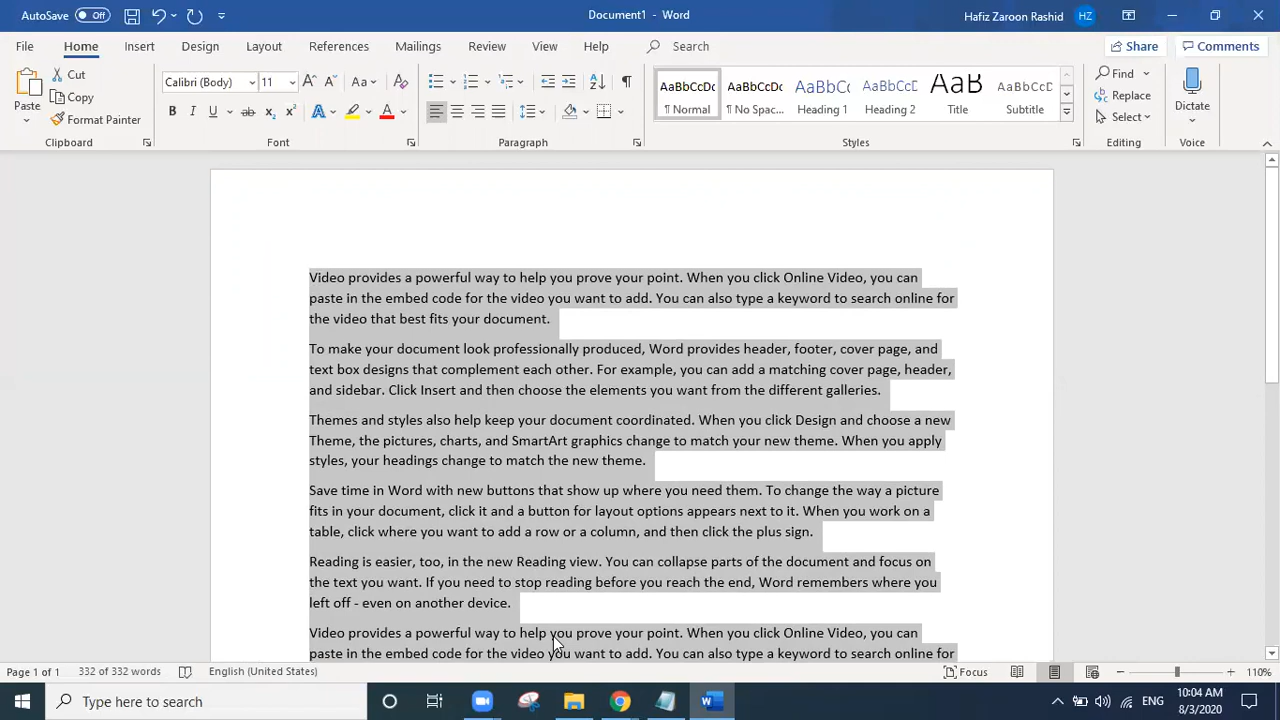 AutoSave Off Document1 - Word Hafiz Zaroon Rashid HZ
File Home Insert Design Layout References Mailings Review View Help Search Share Comments
Paste Cut Copy Format Painter
Calibri (Body) 11
AaBbCcDc ¶ Normal
AaBbCcDc ¶ No Spac...
AaBbCc Heading 1
AaBbCcD Heading 2
AaB Title
AaBbCcD Subtitle
Find Replace Select
Dictate
Clipboard Font Paragraph Styles Editing Voice
Video provides a powerful way to help you prove your point. When you click Online Video, you can
paste in the embed code for the video you want to add. You can also type a keyword to search online for
the video that best fits your document.
To make your document look professionally produced, Word provides header, footer, cover page, and
text box designs that complement each other. For example, you can add a matching cover page, header,
and sidebar. Click Insert and then choose the elements you want from the different galleries.
Themes and styles also help keep your document coordinated. When you click Design and choose a new
Theme, the pictures, charts, and SmartArt graphics change to match your new theme. When you apply
styles, your headings change to match the new theme.
Save time in Word with new buttons that show up where you need them. To change the way a picture
fits in your document, click it and a button for layout options appears next to it. When you work on a
table, click where you want to add a row or a column, and then click the plus sign.
Reading is easier, too, in the new Reading view. You can collapse parts of the document and focus on
the text you want. If you need to stop reading before you reach the end, Word remembers where you
left off - even on another device.
Video provides a powerful way to help you prove your point. When you click Online Video, you can
paste in the embed code for the video you want to add. You can also type a keyword to search online for
Page 1 of 1 332 of 332 words English (United States) Focus 110%
Type here to search ENG 10:04 AM
8/3/2020